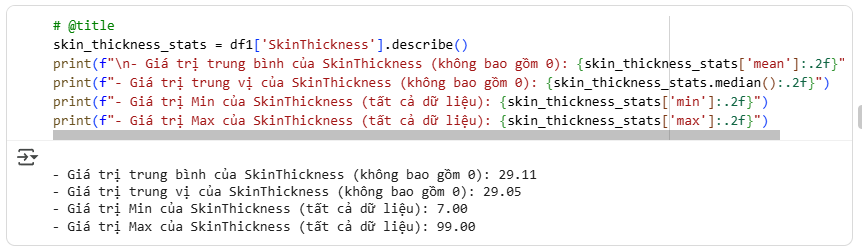 # @title
skin_thickness_stats = df1['SkinThickness'].describe()
print(f"\n- Giá trị trung bình của SkinThickness (không bao gồm 0): {skin_thickness_stats['mean']:.2f}"
print(f"- Giá trị trung vị của SkinThickness (không bao gồm 0): {skin_thickness_stats.median():.2f}")
print(f"- Giá trị Min của SkinThickness (tất cả dữ liệu): {skin_thickness_stats['min']:.2f}")
print(f"- Giá trị Max của SkinThickness (tất cả dữ liệu): {skin_thickness_stats['max']:.2f}")
- Giá trị trung bình của SkinThickness (không bao gồm 0): 29.11
- Giá trị trung vị của SkinThickness (không bao gồm 0): 29.05
- Giá trị Min của SkinThickness (tất cả dữ liệu): 7.00
- Giá trị Max của SkinThickness (tất cả dữ liệu): 99.00